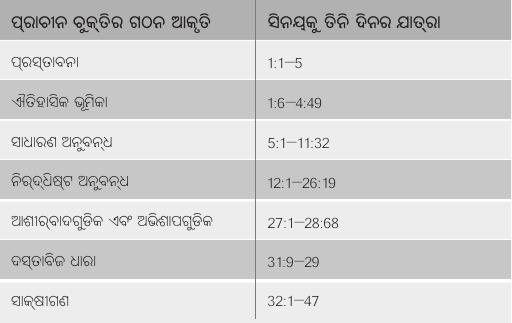 ପ୍ରାଚୀନ ଚୁକ୍ତିର ଗଠନ ଆକୃତି ସିନୟକୁ ତିନି ଦିନର ଯାତ୍ରା
ପ୍ରସ୍ତାବନା 1:1–5
ଐତିହାସିକ ଭୂମିକା 1:6–4:49
ସାଧାରଣ ଅନୁବନ୍ଧ 5:1–11:32
ନିର୍ଦ୍ଧିଷ୍ଟ ଅନୁବନ୍ଧ 12:1–26:19
ଆଶୀର୍ବାଦଗୁଡିକ ଏବଂ ଅଭିଶାପଗୁଡିକ 27:1–28:68
ଦସ୍ତାବିଜ ଧାରା 31:9–29
ସାକ୍ଷୀଗଣ 32:1–47